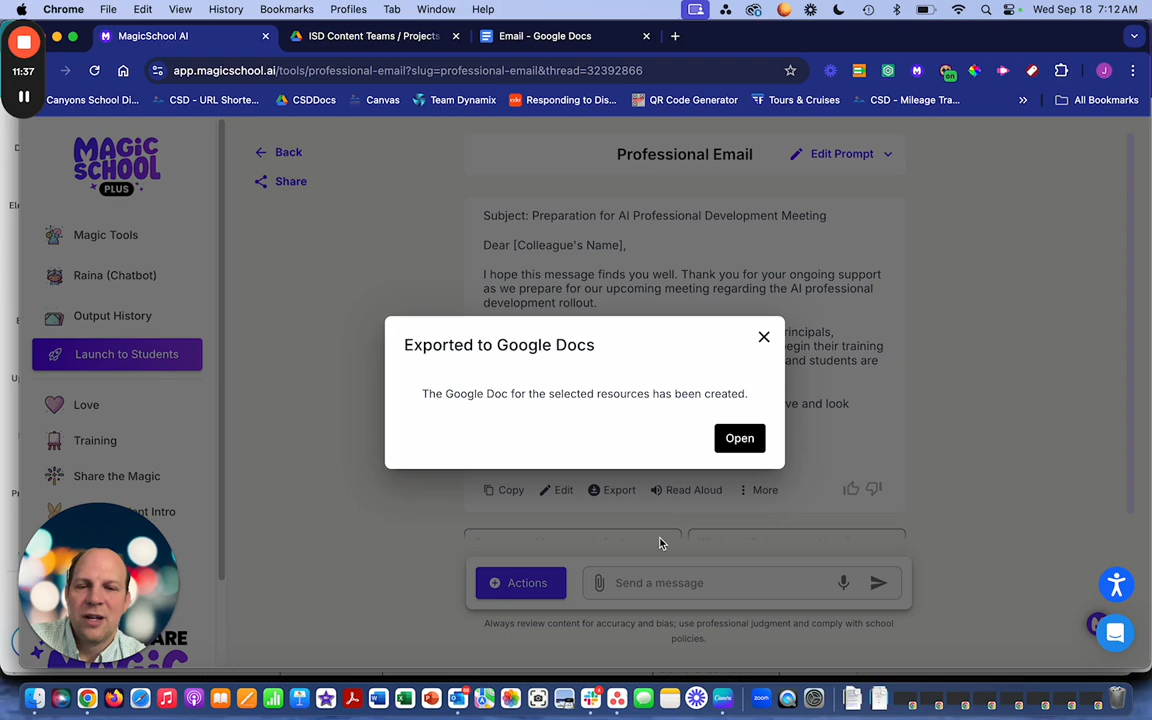 Chrome File Edit View History Bookmarks Profiles Tab Window Help Wed Sep 18 7:12 AM
MagicSchool AI
ISD Content Teams / Projects
Email - Google Docs
11:37
app.magicschool.ai/tools/professional-email?slug=professional-email&thread=32392866
Canyons School Di...
CSD - URL Shorte...
CSDDocs
Canvas
Team Dynamix
Responding to Dis...
QR Code Generator
Tours & Cruises
CSD - Mileage Tra...
All Bookmarks
MAGIC
SCHOOL
PLUS
Magic Tools
Raina (Chatbot)
Output History
Launch to Students
Love
Training
Share the Magic
Intro
Back
Share
Professional Email
Edit Prompt
Subject: Preparation for AI Professional Development Meeting
Dear [Colleague's Name],
I hope this message finds you well. Thank you for your ongoing support
as we prepare for our upcoming meeting regarding the AI professional
development rollout.
and students are
ve and look
Exported to Google Docs
The Google Doc for the selected resources has been created.
Open
Copy
Edit
Export
Read Aloud
More
Actions
Send a message
Always review content for accuracy and bias; use professional judgment and comply with school
policies.